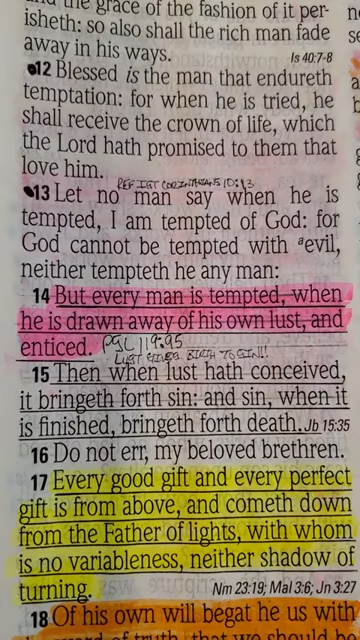 the grace of the fashion of it per-
isheth: so also shall the rich man fade
away in his ways. Is 40:7-8
12 Blessed is the man that endureth
temptation: for when he is tried, he
shall receive the crown of life, which
the Lord hath promised to them that
love him.
REF 1ST CORINTHIANS 10:13
13 Let no man say when he is
tempted, I am tempted of God: for
God cannot be tempted with a evil,
neither tempteth he any man:
14 But every man is tempted, when
he is drawn away of his own lust, and
enticed. 119:95
LUST GIVES BIRTH TO SIN!!
15 Then when lust hath conceived,
it bringeth forth sin: and sin, when it
is finished, bringeth forth death. Jb 15:35
16 Do not err, my beloved brethren.
17 Every good gift and every perfect
gift is from above, and cometh down
from the Father of lights, with whom
is no variableness, neither shadow of
turning. Nm 23:19; Mal 3:6; Jn 3:27
18 Of his own will begat he us with